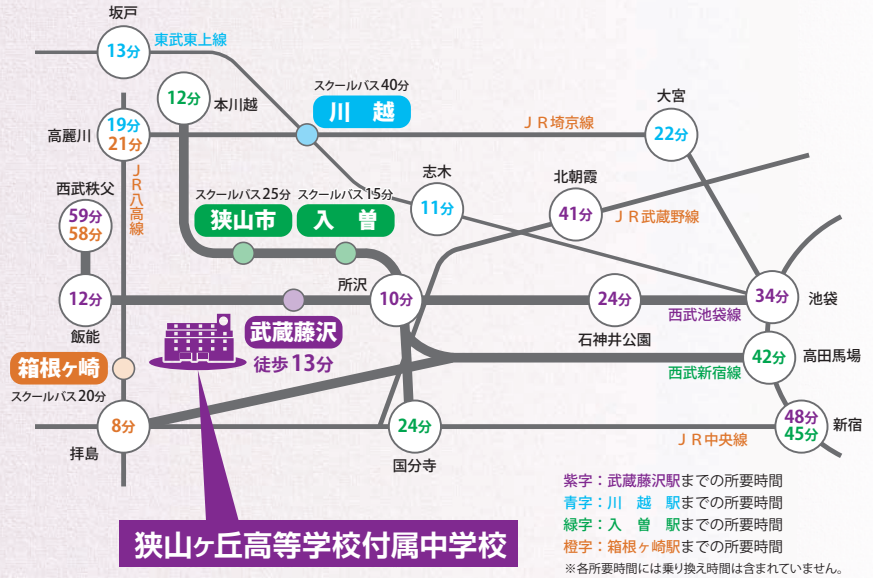 坂戸
13分
東武東上線
12分
本川越
スクールバス40分
川越
大宮
22分
JR埼京線
高麗川
19分
21分
JR八高線
志木
11分
北朝霞
41分
JR武蔵野線
西武秩父
59分
58分
スクールバス25分
狭山市
スクールバス15分
入曽
所沢
10分
12分
飯能
武蔵藤沢
徒歩13分
24分
石神井公園
西武池袋線
34分
池袋
42分
高田馬場
西武新宿線
箱根ヶ崎
スクールバス20分
8分
拝島
24分
国分寺
JR中央線
48分
45分
新宿
狭山ヶ丘高等学校付属中学校
紫字:武蔵藤沢駅までの所要時間
青字:川越駅までの所要時間
緑字:入曽駅までの所要時間
橙字:箱根ヶ崎駅までの所要時間
※各所要時間には乗り換え時間は含まれていません。